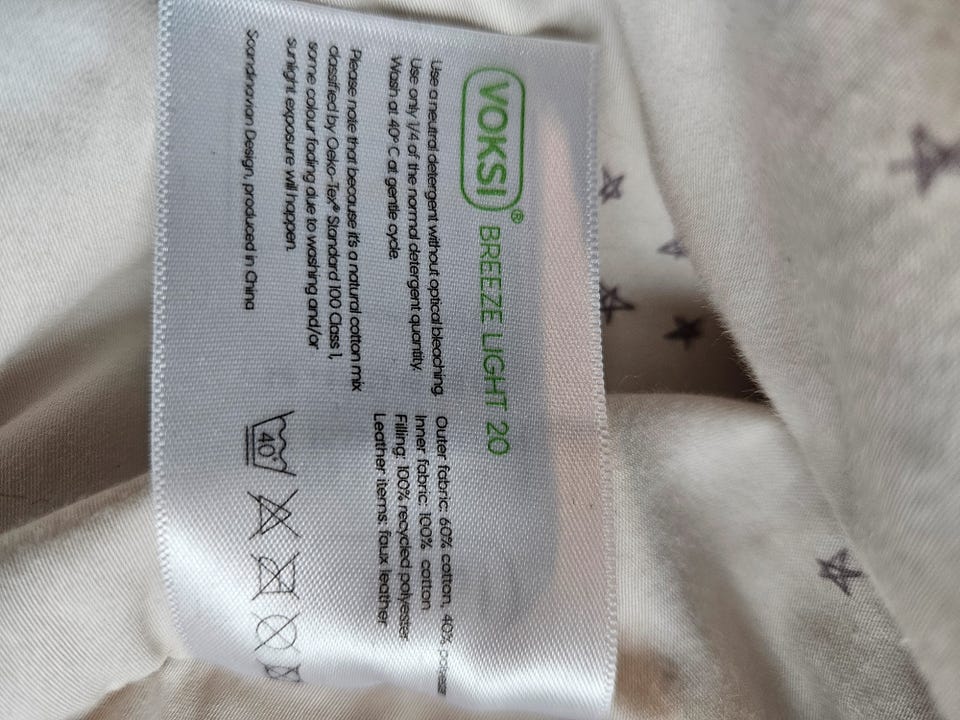 VOKSI® BREEZE LIGHT 20
Use a neutral detergent without optical bleaching
Use only 1/4 of the normal detergent quantity.
Wash at 40° C at gentle cycle.
Please note that because it's a natural cotton mix
classified by Oeko-Tex® Standard 100 Class 1,
some colour fading due to washing and/or
sunlight exposure will happen.
Scandinavian Design, produced in China
Outer fabric: 60% cotton, 40%
Inner fabric: 100% cotton
Filling: 100% recycled polyester
Leather items: faux leather
40